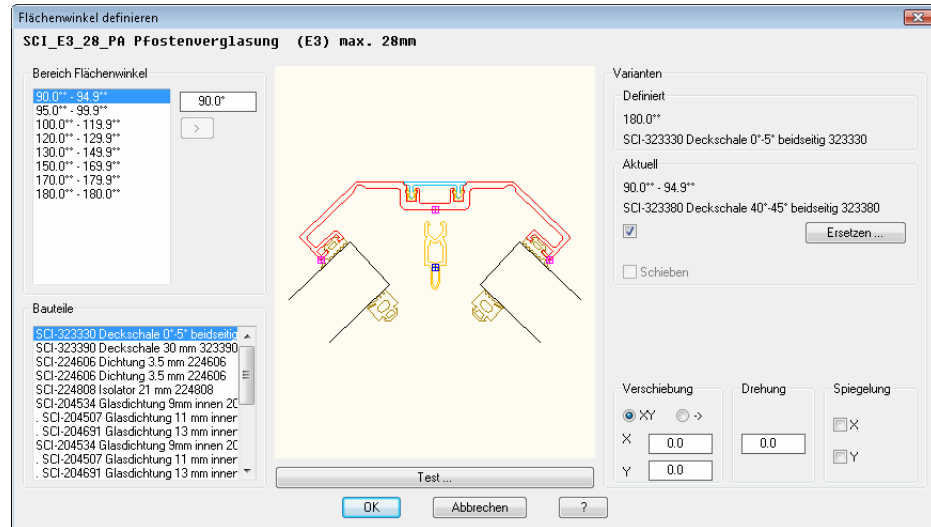 Flächenwinkel definieren
SCI_E3_28_PA Pfostenverglasung (E3) max. 28mm
Bereich Flächenwinkel
90.0°° - 94.9°°
95.0°° - 99.9°°
100.0°° - 119.9°°
120.0°° - 129.9°°
130.0°° - 149.9°°
150.0°° - 169.9°°
170.0°° - 179.9°°
180.0°° - 180.0°°
90.0°
>
Bauteile
SCI-323330 Deckschale 0°-5° beidseitig
SCI-323390 Deckschale 30 mm 323390
SCI-224606 Dichtung 3.5 mm 224606
SCI-224606 Dichtung 3.5 mm 224606
SCI-224808 Isolator 21 mm 224808
SCI-204534 Glasdichtung 9mm innen 20
. SCI-204507 Glasdichtung 11 mm inner
. SCI-204691 Glasdichtung 13 mm inner
SCI-204534 Glasdichtung 9mm innen 20
. SCI-204507 Glasdichtung 11 mm inner
. SCI-204691 Glasdichtung 13 mm inner
Test ...
Varianten
Definiert
180.0°°
SCI-323330 Deckschale 0°-5° beidseitig 323330
Aktuell
90.0°° - 94.9°°
SCI-323380 Deckschale 40°-45° beidseitig 323380
Ersetzen ...
Schieben
Verschiebung
XY
->
X
0.0
Y
0.0
Drehung
0.0
Spiegelung
X
Y
OK
Abbrechen
?